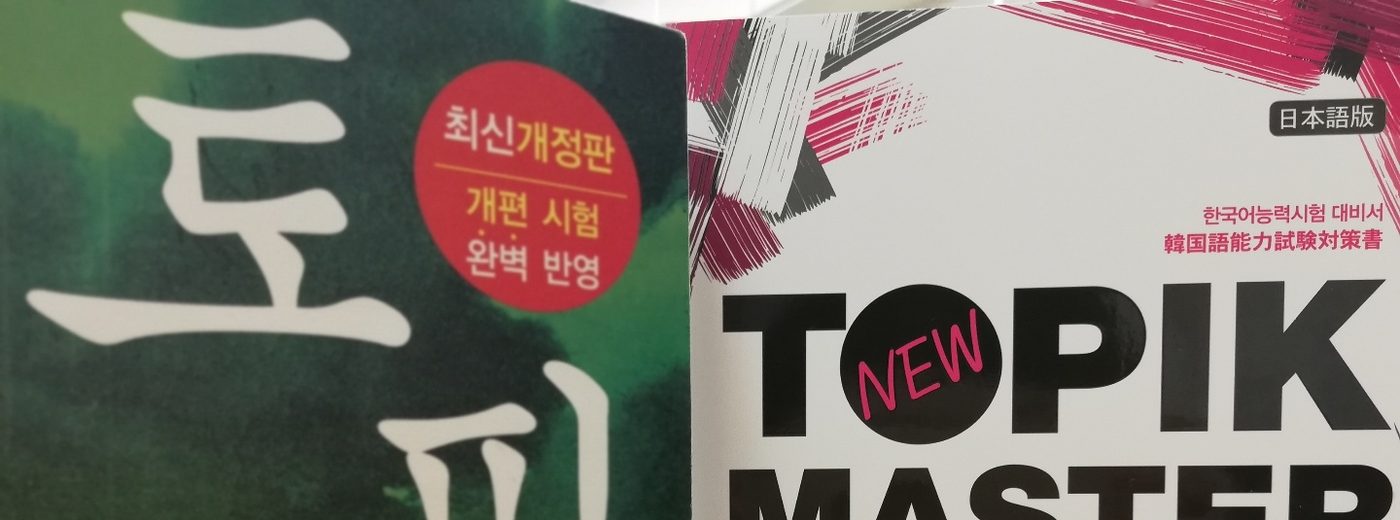 토
피
최신개정판
개편 시험
완벽 반영
日本語版
한국어능력시험 대비서
韓国語能力試験対策書
TOPIK
NEW
MASTER